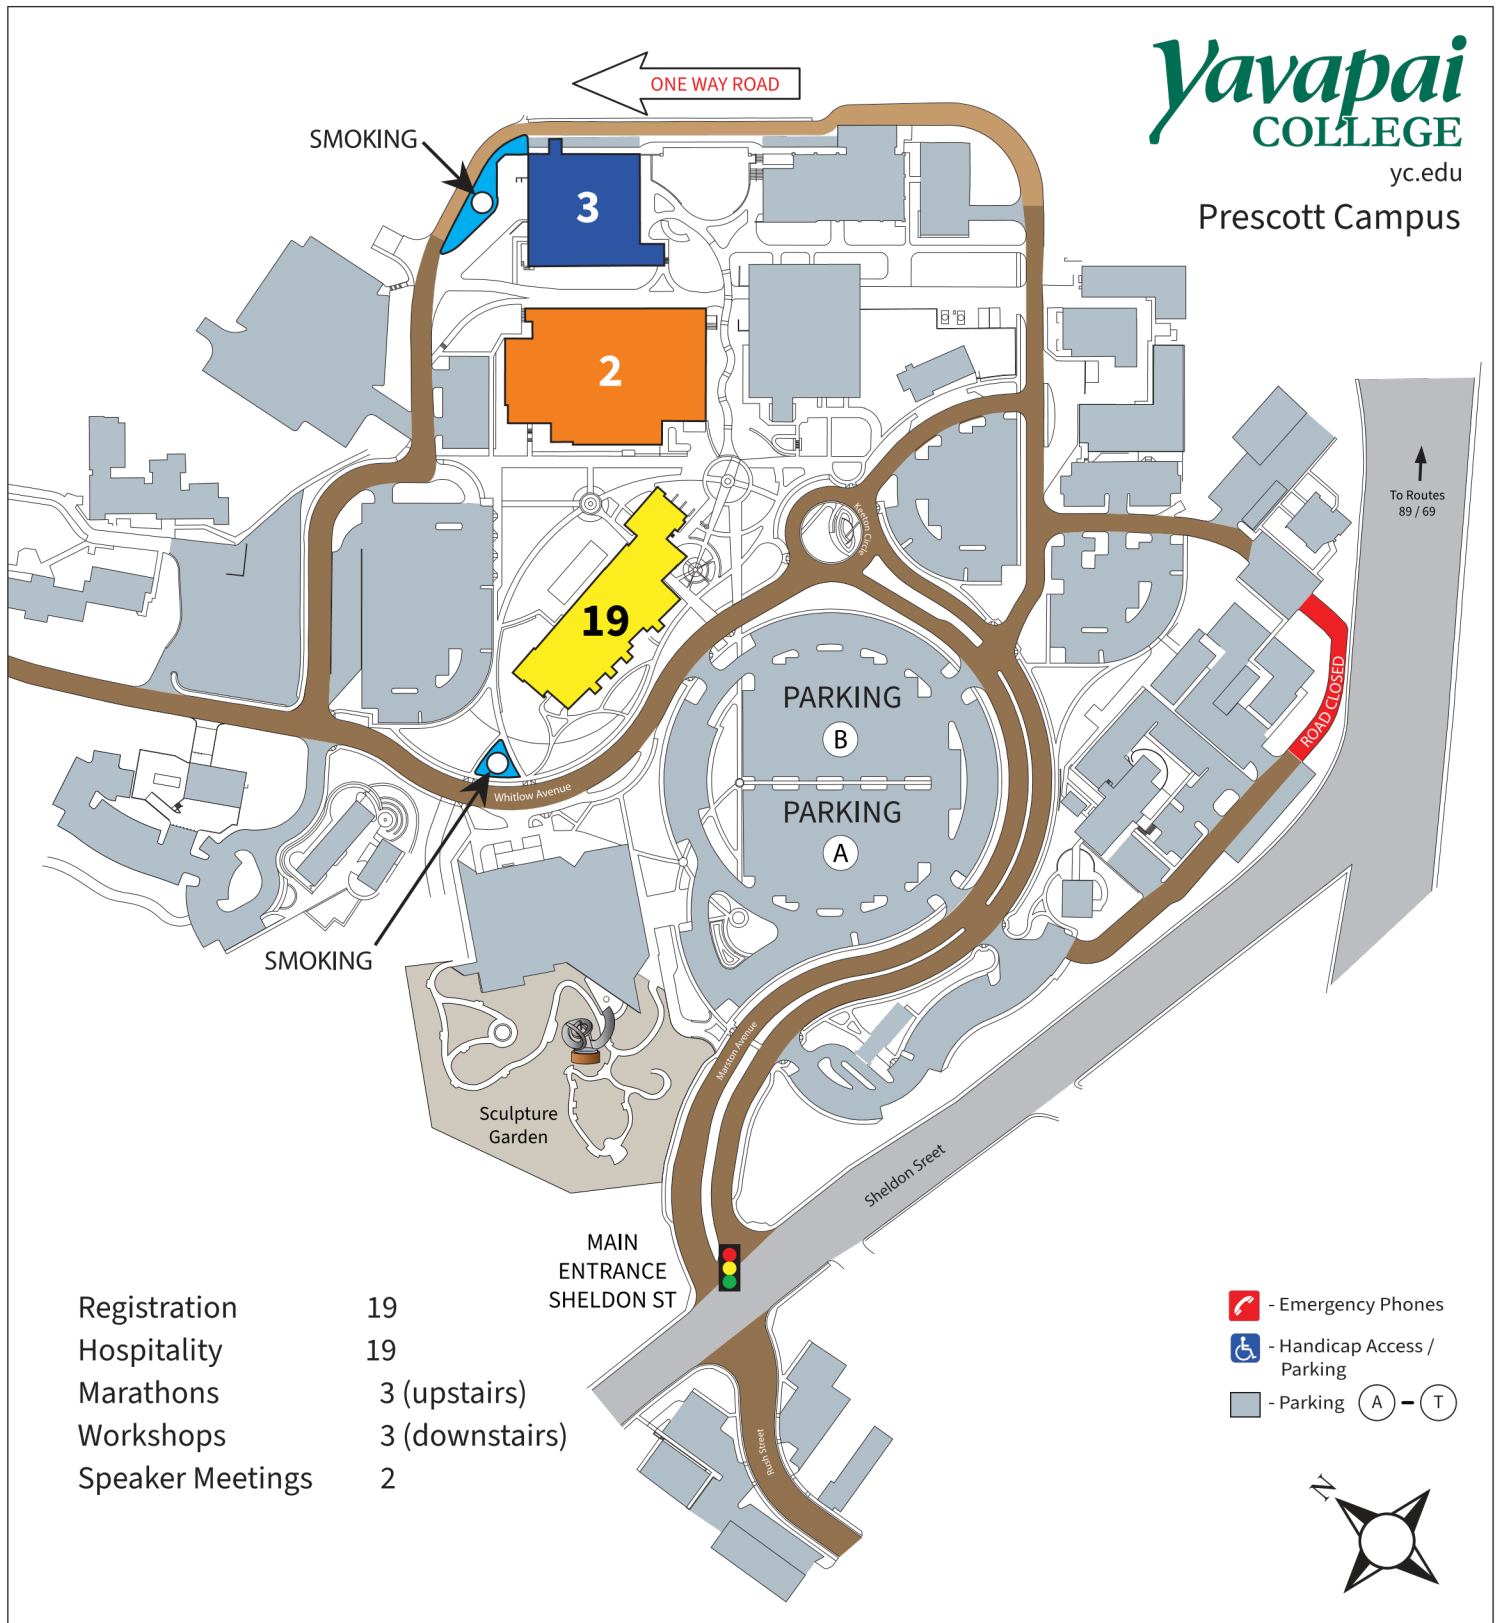 ONE WAY ROAD
Yavapai
COLLEGE
yc.edu
Prescott Campus
SMOKING
3
2
To Routes
89 / 69
Keeton Circle
19
PARKING
B
PARKING
A
ROAD CLOSED
Whitlow Avenue
SMOKING
Marston Avenue
Sculpture
Garden
Sheldon Sreet
MAIN
ENTRANCE
SHELDON ST
Registration 19
Hospitality 19
Marathons 3 (upstairs)
Workshops 3 (downstairs)
Speaker Meetings 2
Rush Street
- Emergency Phones
- Handicap Access /
Parking
- Parking A – T
N